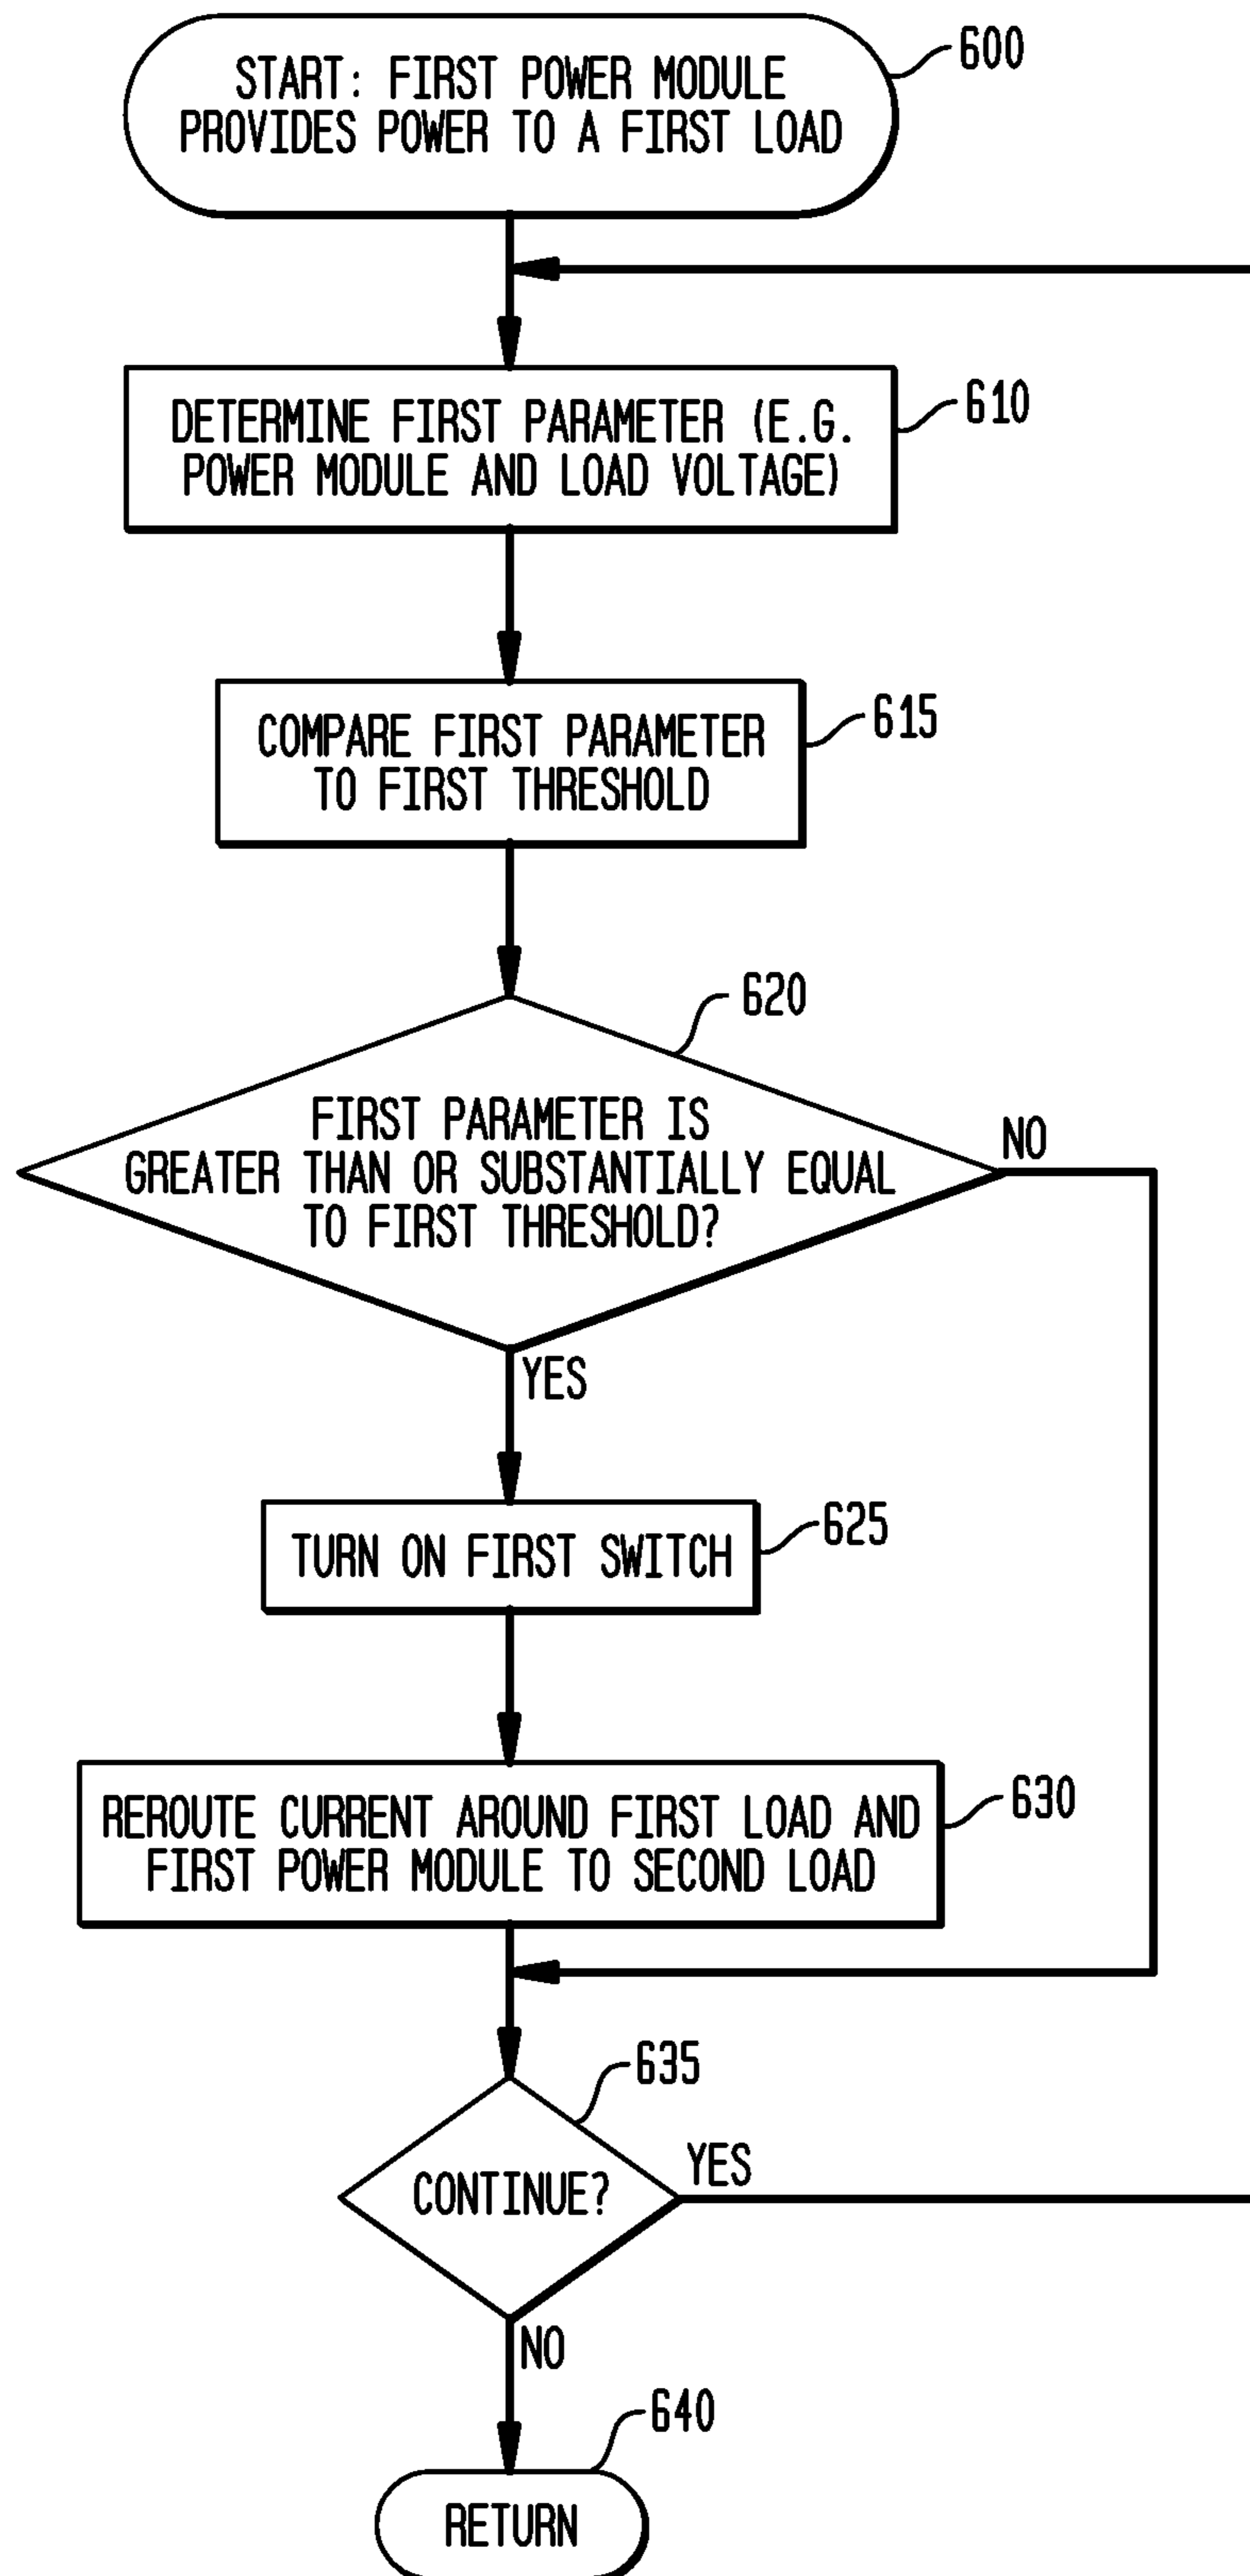 START: FIRST POWER MODULE
PROVIDES POWER TO A FIRST LOAD
600
DETERMINE FIRST PARAMETER (E.G.
POWER MODULE AND LOAD VOLTAGE)
610
COMPARE FIRST PARAMETER
TO FIRST THRESHOLD
615
620
FIRST PARAMETER IS
GREATER THAN OR SUBSTANTIALLY EQUAL
TO FIRST THRESHOLD?
NO
YES
TURN ON FIRST SWITCH
625
REROUTE CURRENT AROUND FIRST LOAD AND
FIRST POWER MODULE TO SECOND LOAD
630
635
CONTINUE?
YES
NO
640
RETURN